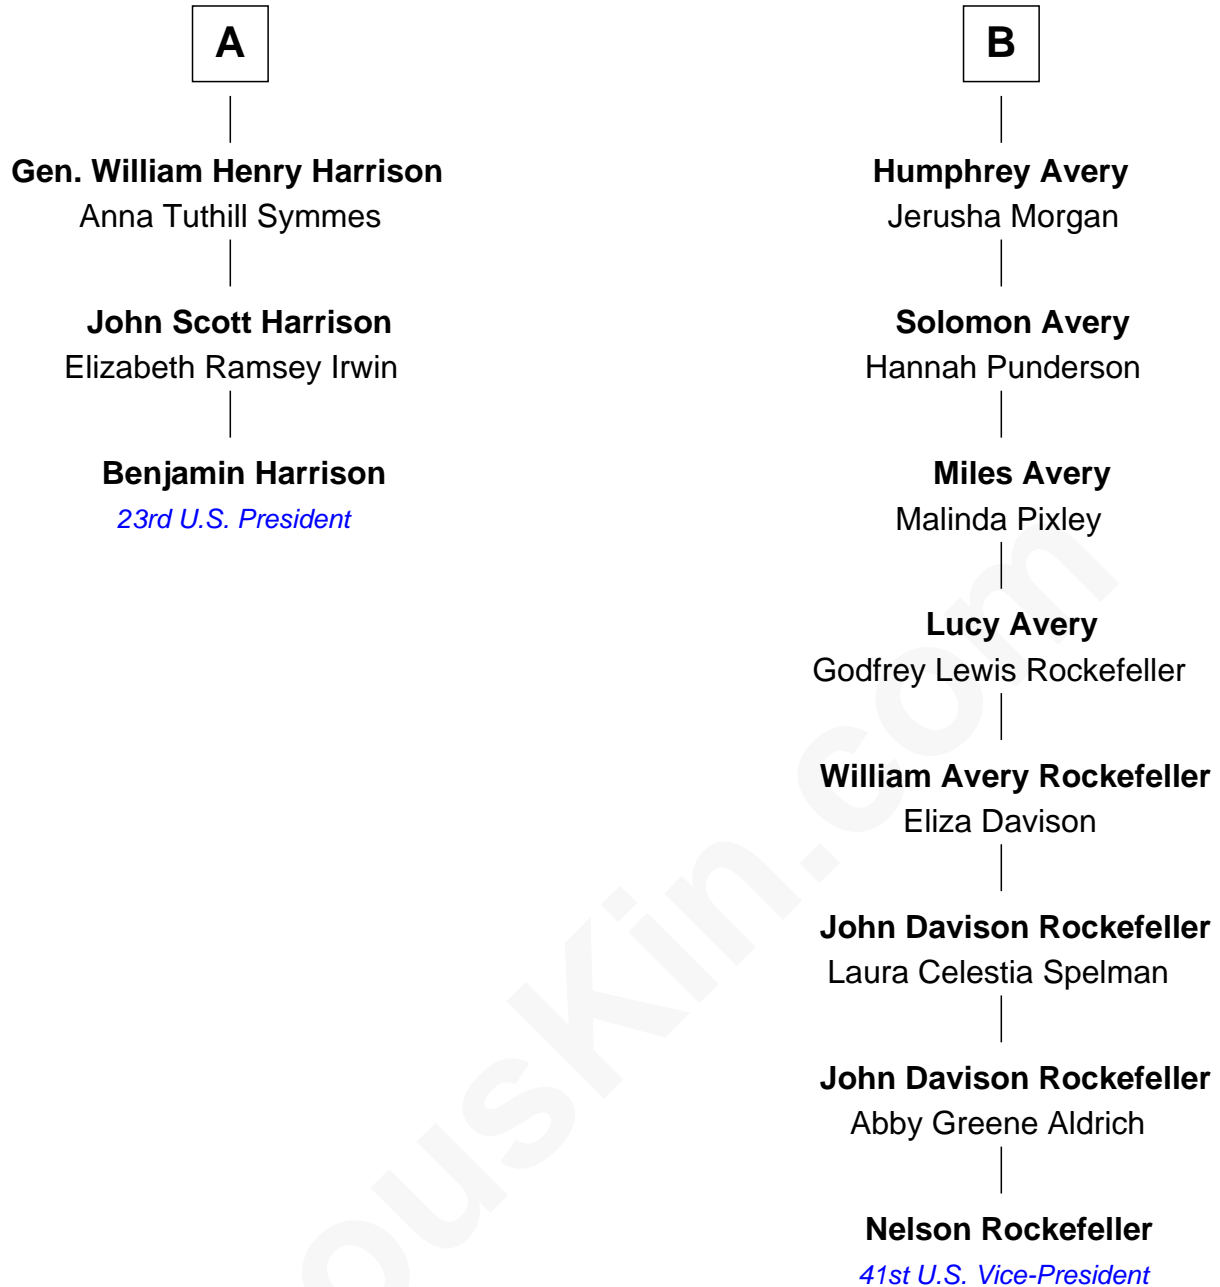 A
Gen. William Henry Harrison
Anna Tuthill Symmes
John Scott Harrison
Elizabeth Ramsey Irwin
Benjamin Harrison
23rd U.S. President
B
Humphrey Avery
Jerusha Morgan
Solomon Avery
Hannah Punderson
Miles Avery
Malinda Pixley
Lucy Avery
Godfrey Lewis Rockefeller
William Avery Rockefeller
Eliza Davison
John Davison Rockefeller
Laura Celestia Spelman
John Davison Rockefeller
Abby Greene Aldrich
Nelson Rockefeller
41st U.S. Vice-President
ousKin.com